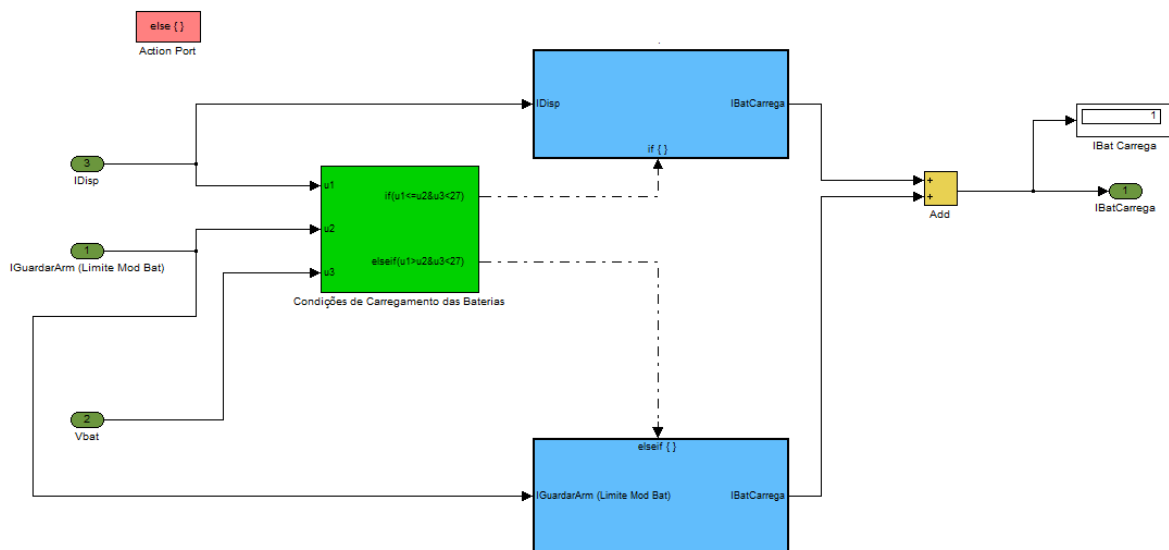 else { }
Action Port
IDisp
IBatCarrega
if { }
1
IBat Carrega
3
IDisp
u1
if(u1<=u2&u3<27)
+
+
Add
1
IBatCarrega
u2
1
IGuardarArm (Limite Mod Bat)
elseif(u1>u2&u3<27)
u3
Condições de Carregamento das Baterias
2
Vbat
elseif { }
IGuardarArm (Limite Mod Bat)
IBatCarrega